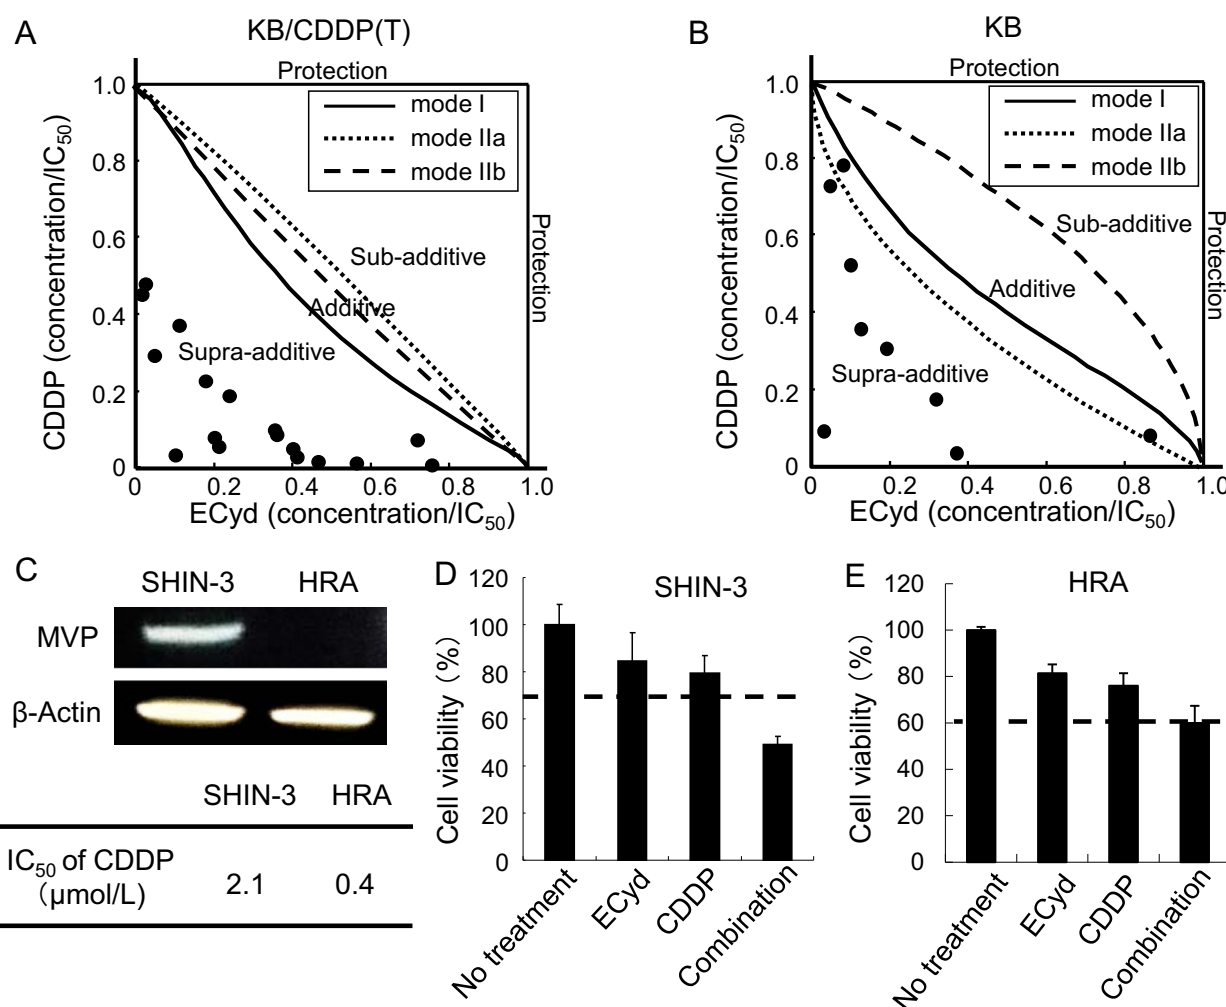 A
KB/CDDP(T)
Protection
mode I
mode IIa
mode IIb
Sub-additive
Additive
Supra-additive
Protection
CDDP (concentration/IC50)
1.0
0.8
0.6
0.4
0.2
0
0 0.2 0.4 0.6 0.8 1.0
ECyd (concentration/IC50)
B
KB
Protection
mode I
mode IIa
mode IIb
Sub-additive
Additive
Supra-additive
Protection
CDDP (concentration/IC50)
1.0
0.8
0.6
0.4
0.2
0
0 0.2 0.4 0.6 0.8 1.0
ECyd (concentration/IC50)
C
SHIN-3 HRA
MVP
β-Actin
SHIN-3 HRA
IC50 of CDDP
(μmol/L)
2.1 0.4
D
SHIN-3
Cell viability (%)
120
100
80
60
40
20
0
No treatment
ECyd
CDDP
Combination
E
HRA
Cell viability (%)
120
100
80
60
40
20
0
No treatment
ECyd
CDDP
Combination